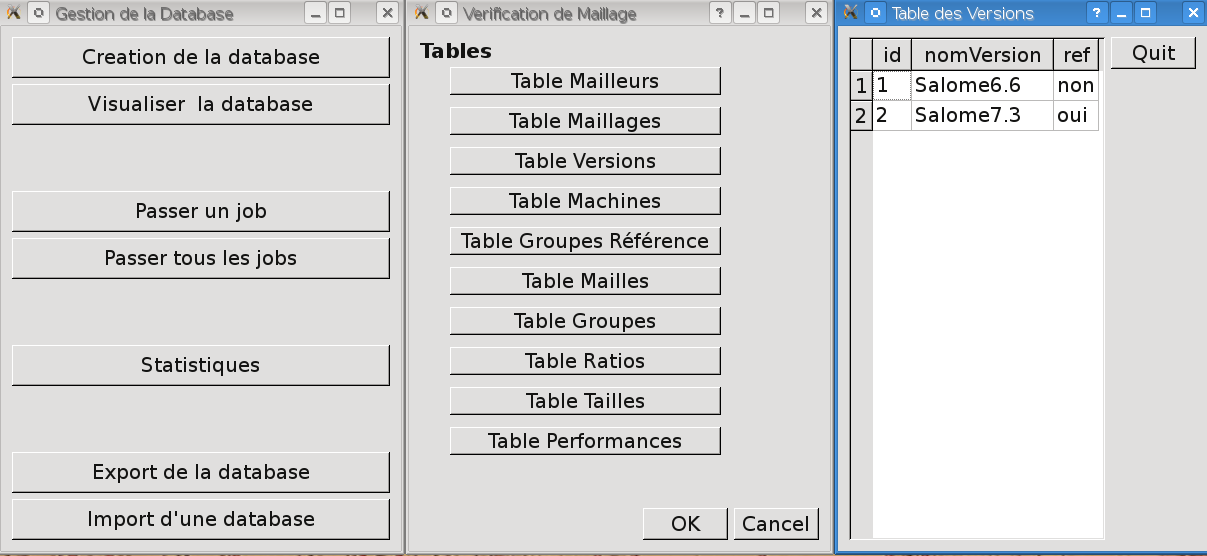 Gestion de la Database
Creation de la database
Visualiser la database
Passer un job
Passer tous les jobs
Statistiques
Export de la database
Import d'une database
Verification de Maillage
Tables
Table Mailleurs
Table Maillages
Table Versions
Table Machines
Table Groupes Référence
Table Mailles
Table Groupes
Table Ratios
Table Tailles
Table Performances
OK Cancel
Table des Versions
id nomVersion ref
1 1 Salome6.6 non
2 2 Salome7.3 oui
Quit